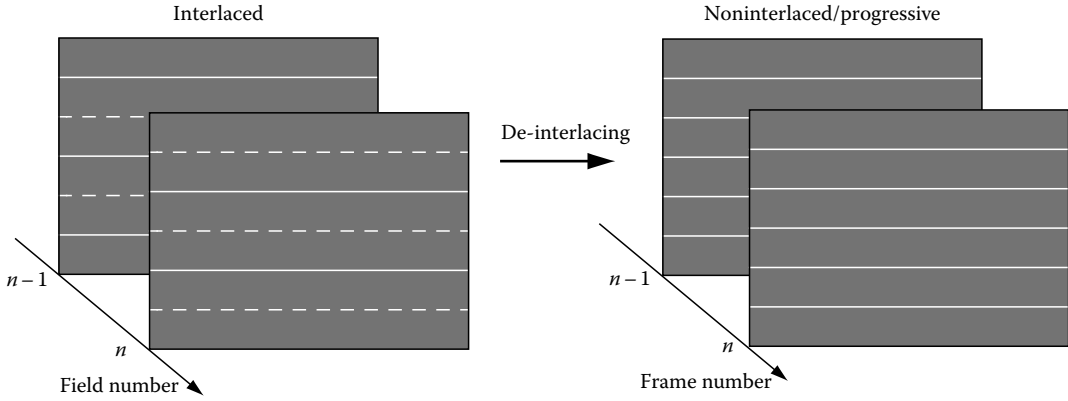 Interlaced
Noninterlaced/progressive
De-interlacing
n – 1
n
Field number
n – 1
n
Frame number